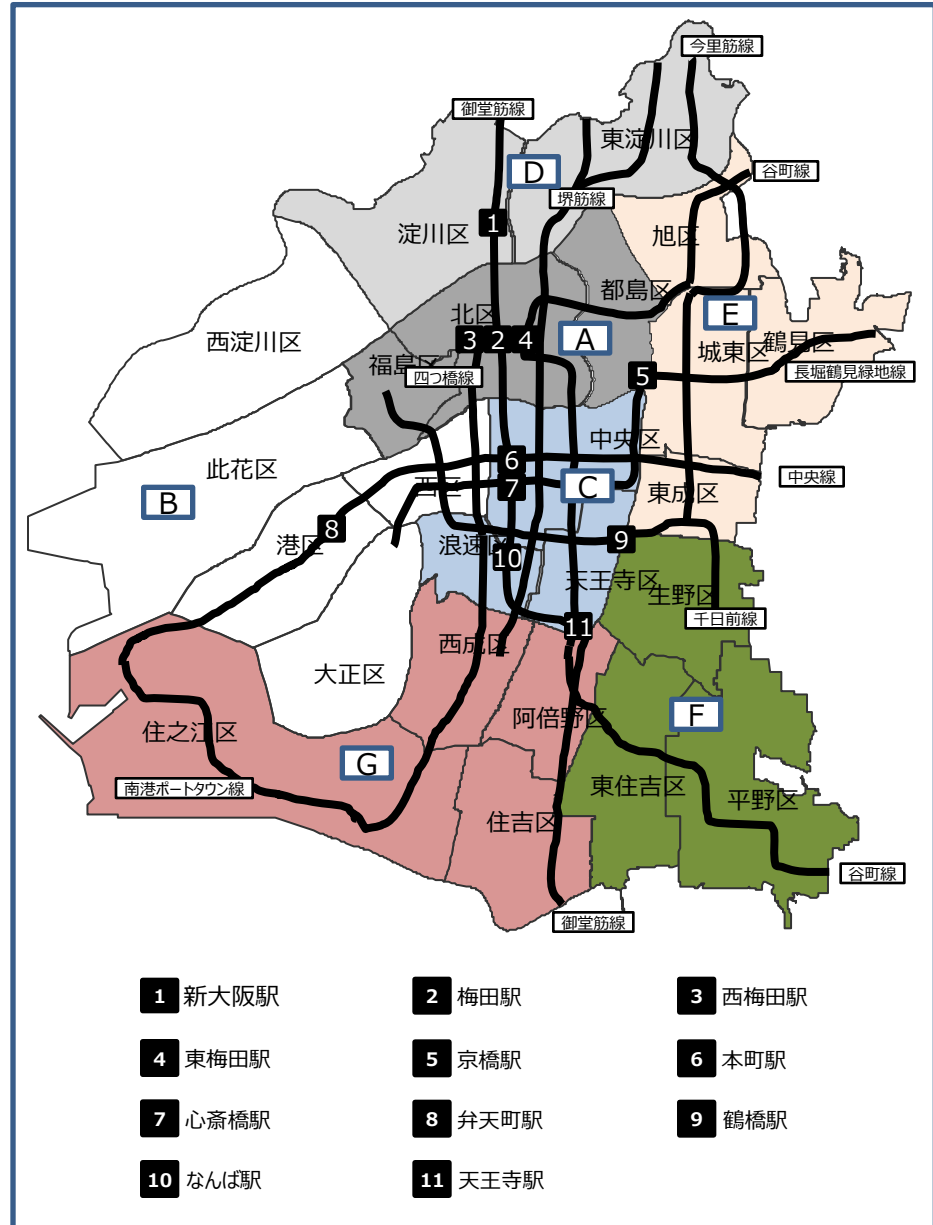 今里筋線
御堂筋線
東淀川区
谷町線
D
堺筋線
1
淀川区
旭区
都島区
北区
E
西淀川区
3
2
4
A
城東区
鶴見区
福島区
四つ橋線
5
長堀鶴見緑地線
中央区
此花区
6
中央線
西区
7
C
東成区
B
8
港区
浪速区
9
10
天王寺区
生野区
千日前線
11
西成区
大正区
阿倍野区
F
住之江区
G
東住吉区
南港ポートタウン線
平野区
住吉区
谷町線
御堂筋線
1 新大阪駅
2 梅田駅
3 西梅田駅
4 東梅田駅
5 京橋駅
6 本町駅
7 心斎橋駅
8 弁天町駅
9 鶴橋駅
10 なんば駅
11 天王寺駅